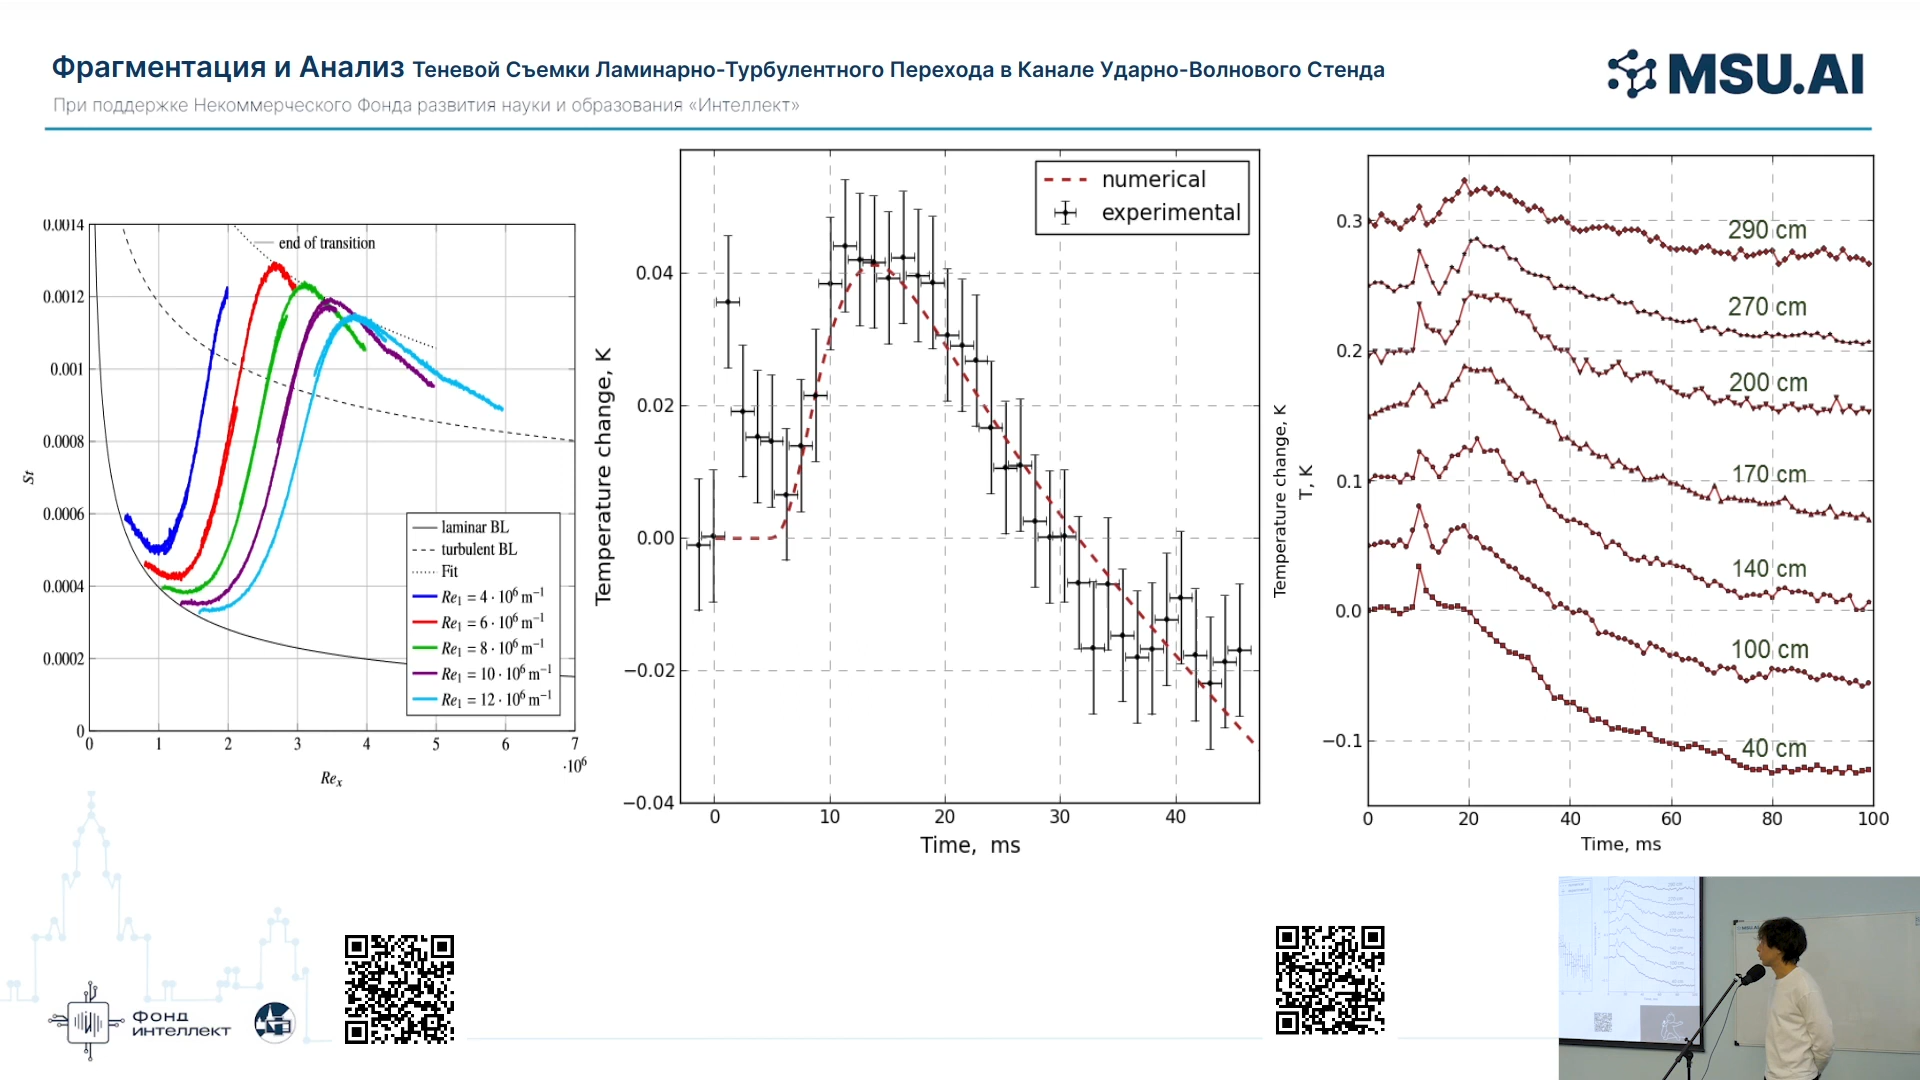 Фрагментация и Анализ Теневой Съемки Ламинарно-Турбулентного Перехода в Канале Ударно-Волнового Стенда
При поддержке Некоммерческого Фонда развития науки и образования «Интеллект»
MSU.AI
0.0014
0.0012
0.001
0.0008
0.0006
0.0004
0.0002
0
St
end of transition
laminar BL
turbulent BL
Fit
Re₁ = 4 · 10⁶ m⁻¹
Re₁ = 6 · 10⁶ m⁻¹
Re₁ = 8 · 10⁶ m⁻¹
Re₁ = 10 · 10⁶ m⁻¹
Re₁ = 12 · 10⁶ m⁻¹
0 1 2 3 4 5 6 7
·10⁶
Reₓ
numerical
experimental
Temperature change, K
0.04
0.02
0.00
−0.02
−0.04
0 10 20 30 40
Time, ms
Temperature change, K
T, K
0.3
0.2
0.1
0.0
−0.1
290 cm
270 cm
200 cm
170 cm
140 cm
100 cm
40 cm
0 20 40 60 80 100
Time, ms
ФОНД
ИНТЕЛЛЕКТ